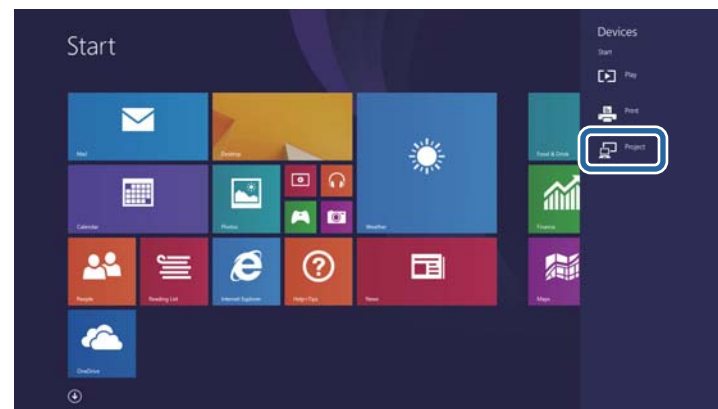 Start
Mail
Desktop
Calendar
Photos
Weather
People
Reading List
Internet Explorer
Help+Tips
News
OneDrive
Food & Drink
Finance
Maps
Devices
Start
Play
Print
Project